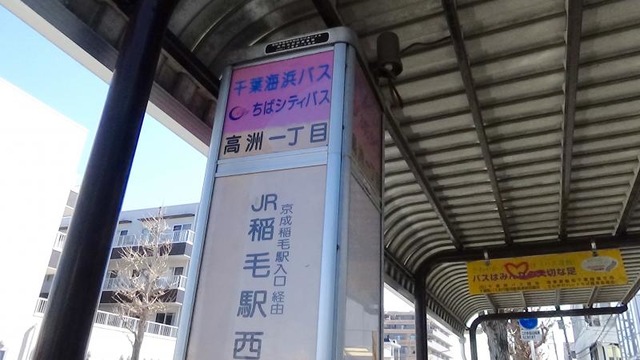 千葉海浜バス
ちばシティバス
高洲一丁目
JR稲毛駅西
京成稲毛駅入口 経由
バスはみんなの大切な足